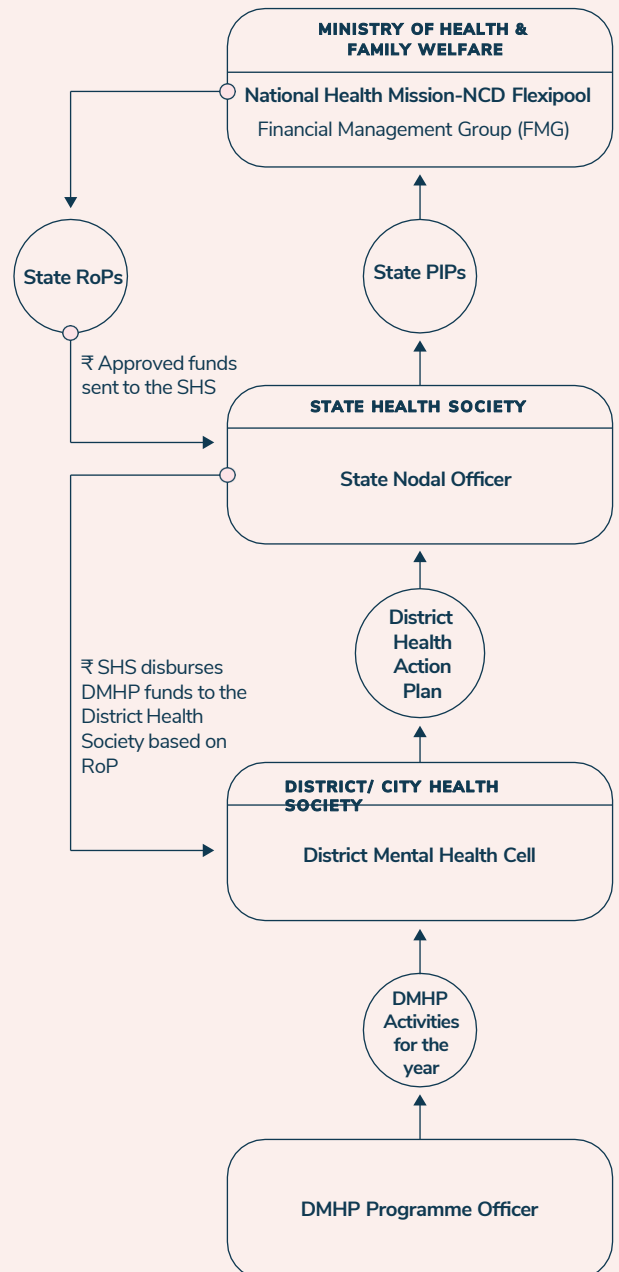 MINISTRY OF HEALTH &
FAMILY WELFARE
National Health Mission-NCD Flexipool
Financial Management Group (FMG)
State RoPs
State PIPs
₹ Approved funds
sent to the SHS
STATE HEALTH SOCIETY
State Nodal Officer
District
Health
Action
Plan
₹ SHS disburses
DMHP funds to the
District Health
Society based on
RoP
DISTRICT/ CITY HEALTH
SOCIETY
District Mental Health Cell
DMHP
Activities
for the
year
DMHP Programme Officer